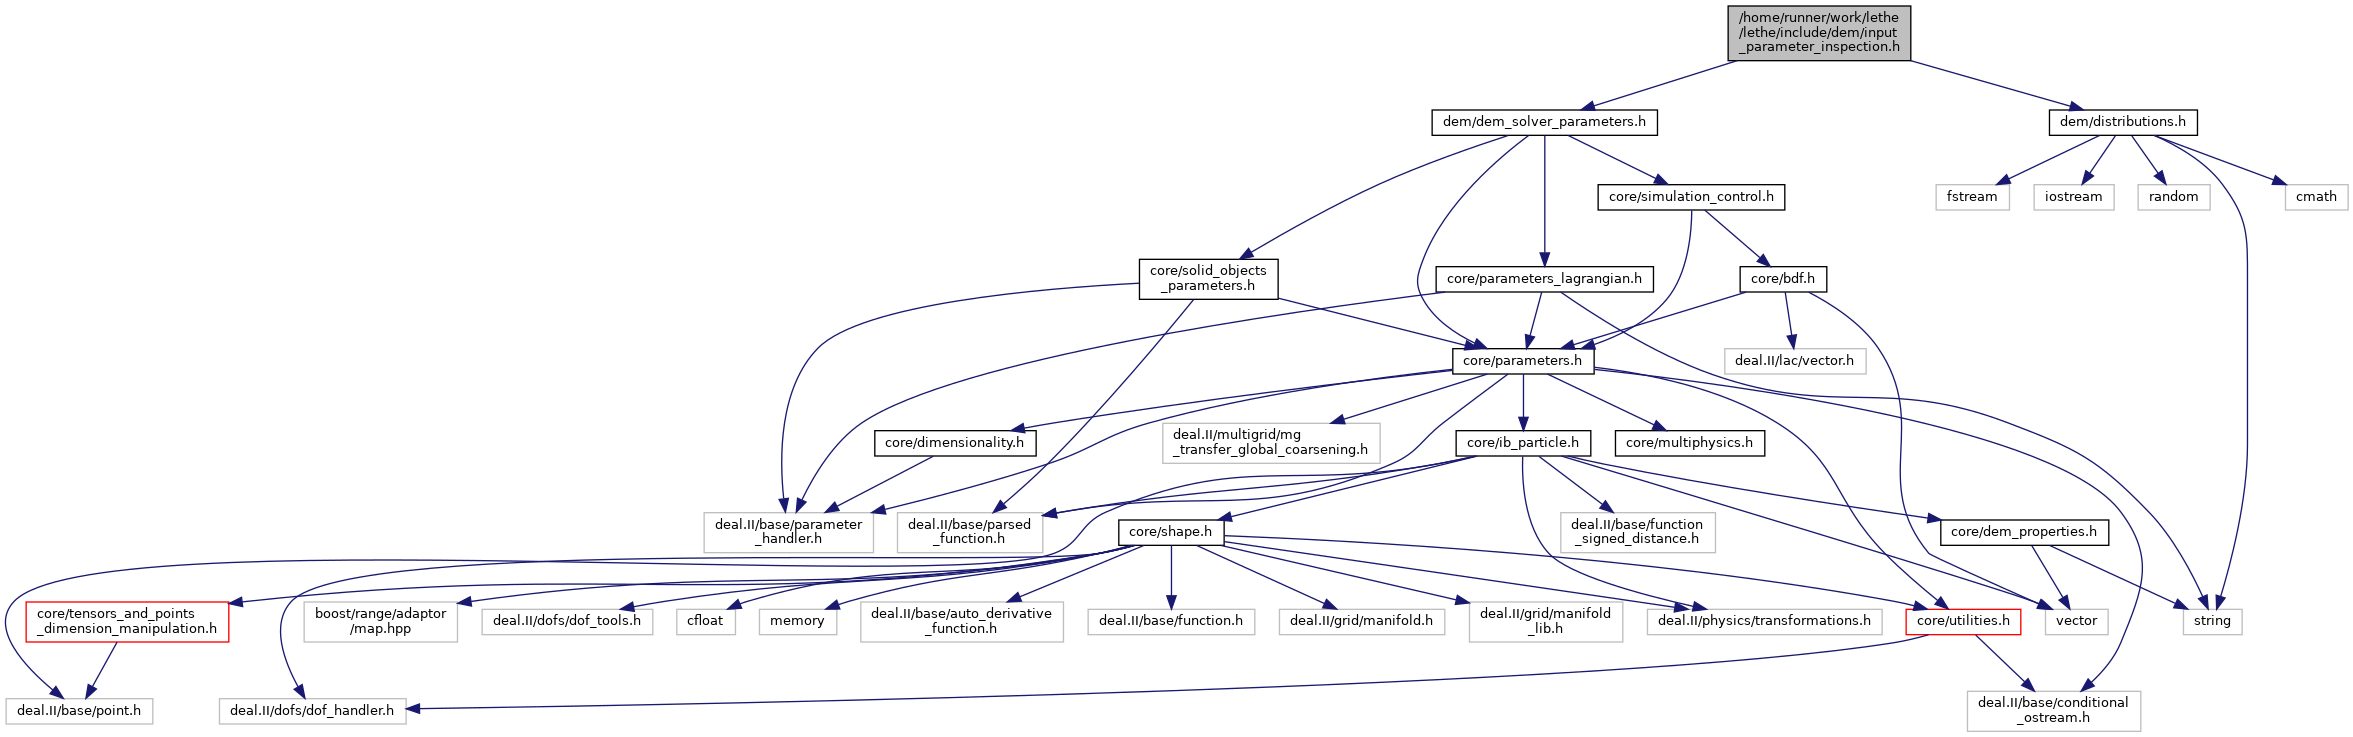 /home/runner/work/lethe
/lethe/include/dem/input
_parameter_inspection.h
dem/dem_solver_parameters.h
dem/distributions.h
fstream
iostream
random
cmath
core/simulation_control.h
core/solid_objects
_parameters.h
core/parameters_lagrangian.h
core/bdf.h
core/parameters.h
deal.II/lac/vector.h
core/dimensionality.h
deal.II/multigrid/mg
_transfer_global_coarsening.h
core/ib_particle.h
core/multiphysics.h
deal.II/base/parameter
_handler.h
deal.II/base/parsed
_function.h
core/shape.h
deal.II/base/function
_signed_distance.h
core/dem_properties.h
core/tensors_and_points
_dimension_manipulation.h
boost/range/adaptor
/map.hpp
deal.II/dofs/dof_tools.h
cfloat
memory
deal.II/base/auto_derivative
_function.h
deal.II/base/function.h
deal.II/grid/manifold.h
deal.II/grid/manifold
_lib.h
deal.II/physics/transformations.h
core/utilities.h
vector
string
deal.II/base/point.h
deal.II/dofs/dof_handler.h
deal.II/base/conditional
_ostream.h